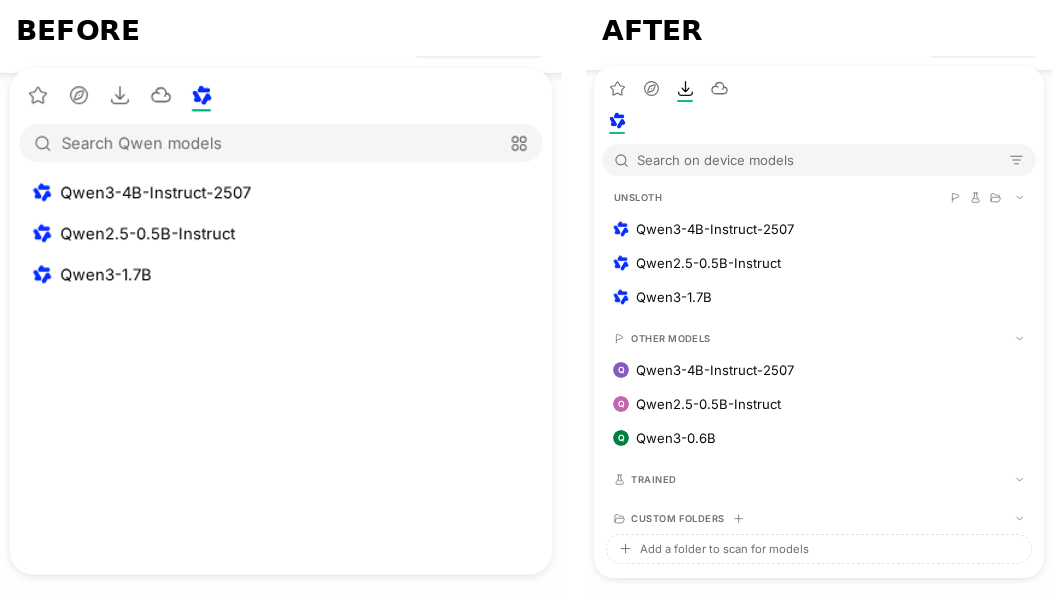 BEFORE
Search Qwen models
Qwen3-4B-Instruct-2507
Qwen2.5-0.5B-Instruct
Qwen3-1.7B
AFTER
Search on device models
UNSLOTH
Qwen3-4B-Instruct-2507
Qwen2.5-0.5B-Instruct
Qwen3-1.7B
OTHER MODELS
Q Qwen3-4B-Instruct-2507
Q Qwen2.5-0.5B-Instruct
Q Qwen3-0.6B
TRAINED
CUSTOM FOLDERS +
+ Add a folder to scan for models